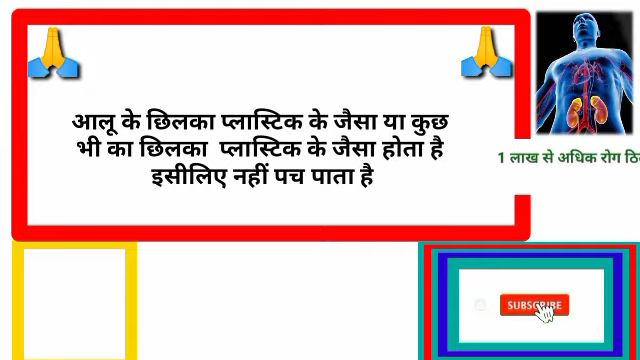 आलू के छिलका प्लास्टिक के जैसा या कुछ
भी का छिलका प्लास्टिक के जैसा होता है
इसीलिए नहीं पच पाता है
1 लाख से अधिक रोग ठि
SUBSCRIBE